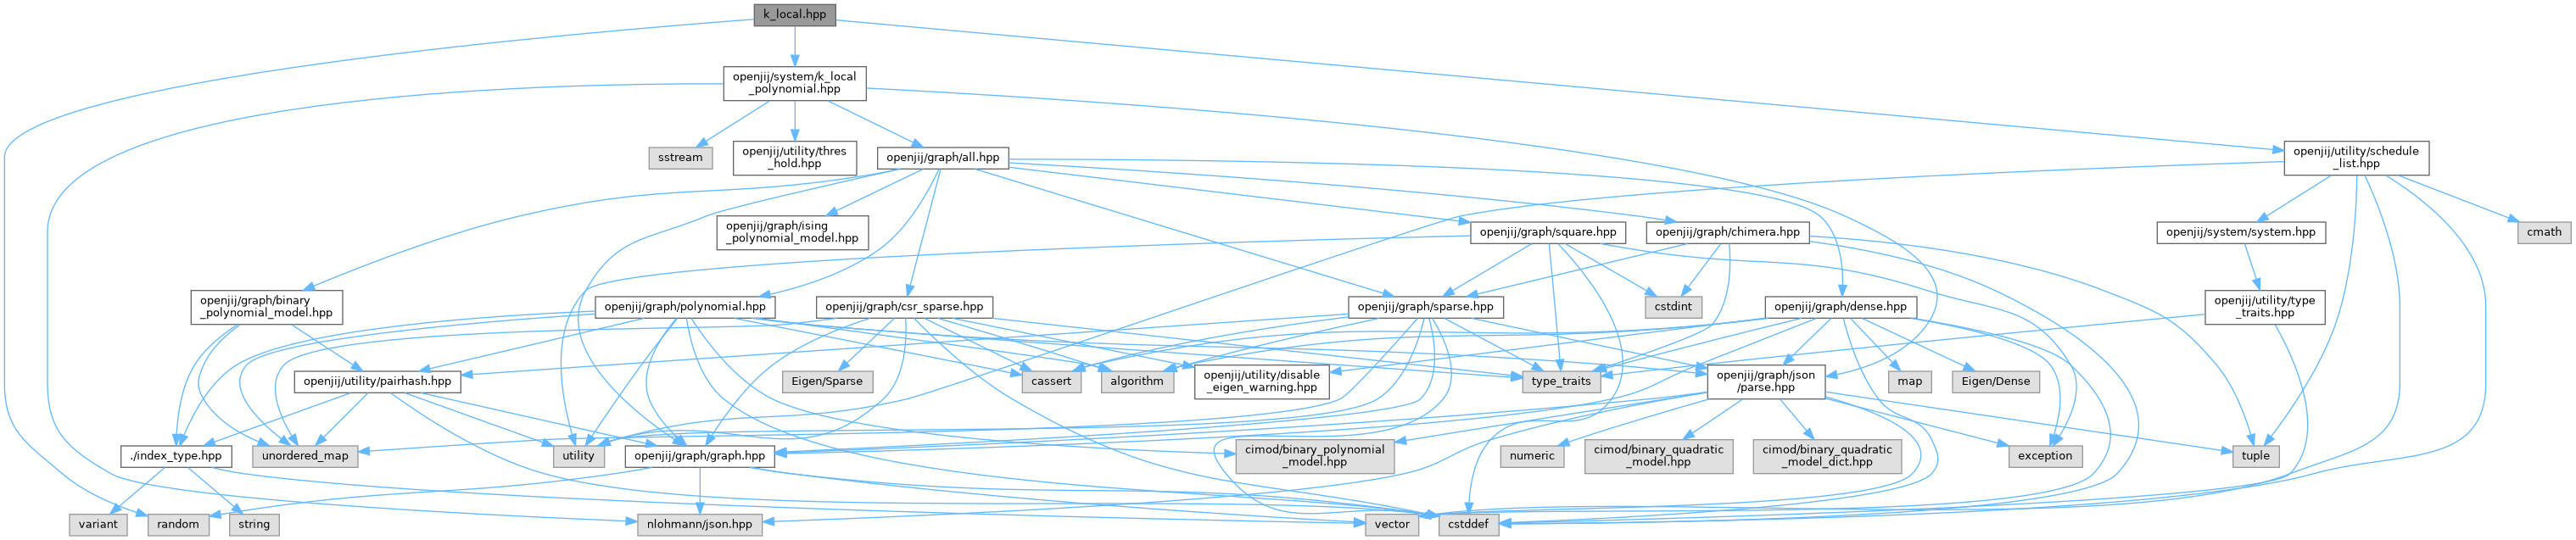 k_local.hpp
openjij/system/k_local
_polynomial.hpp
sstream
openjij/utility/thres
_hold.hpp
openjij/graph/all.hpp
openjij/utility/schedule
_list.hpp
openjij/graph/ising
_polynomial_model.hpp
openjij/graph/square.hpp
openjij/graph/chimera.hpp
openjij/system/system.hpp
cmath
openjij/graph/binary
_polynomial_model.hpp
openjij/graph/polynomial.hpp
openjij/graph/csr_sparse.hpp
openjij/graph/sparse.hpp
cstdint
openjij/graph/dense.hpp
openjij/utility/type
_traits.hpp
openjij/utility/pairhash.hpp
Eigen/Sparse
cassert
algorithm
openjij/utility/disable
_eigen_warning.hpp
type_traits
openjij/graph/json
/parse.hpp
map
Eigen/Dense
./index_type.hpp
unordered_map
utility
openjij/graph/graph.hpp
cimod/binary_polynomial
_model.hpp
numeric
cimod/binary_quadratic
_model.hpp
cimod/binary_quadratic
_model_dict.hpp
exception
tuple
variant
random
string
nlohmann/json.hpp
vector
cstddef